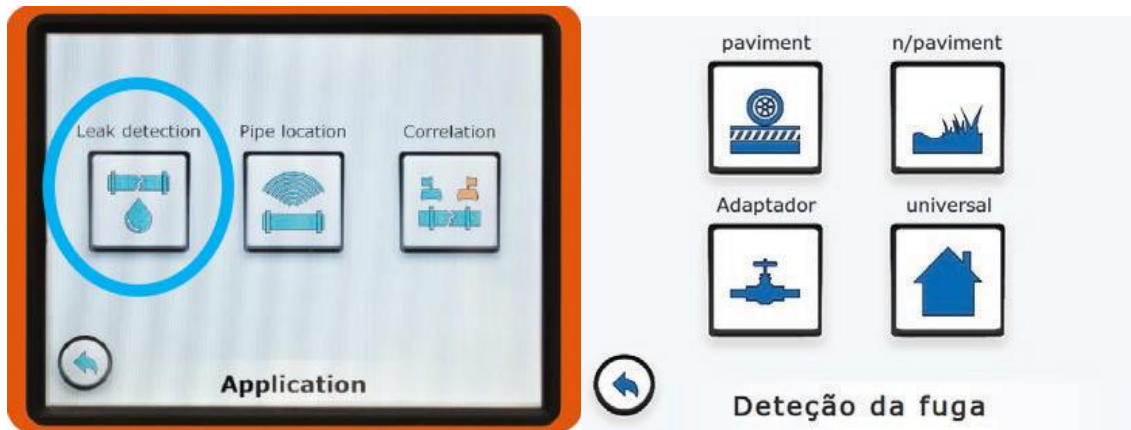 Leak detection
Pipe location
Correlation
Application
paviment
n/paviment
Adaptador
universal
Deteção da fuga